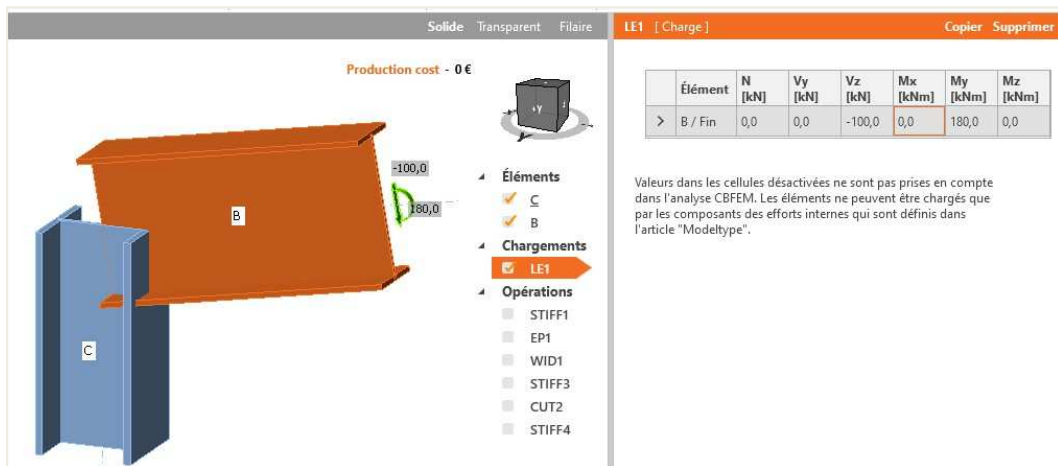 Solide Transparent Filaire
Production cost - 0 €
+Y
-100,0
180,0
B
C
Éléments
C
B
Chargements
LE1
Opérations
STIFF1
EP1
WID1
STIFF3
CUT2
STIFF4
LE1 [ Charge ] Copier Supprimer
Élément N [kN] Vy [kN] Vz [kN] Mx [kNm] My [kNm] Mz [kNm]
> B / Fin 0,0 0,0 -100,0 0,0 180,0 0,0
Valeurs dans les cellules désactivées ne sont pas prises en compte
dans l'analyse CBFEM. Les éléments ne peuvent être chargés que
par les composants des efforts internes qui sont définis dans
l'article "Modeltype".